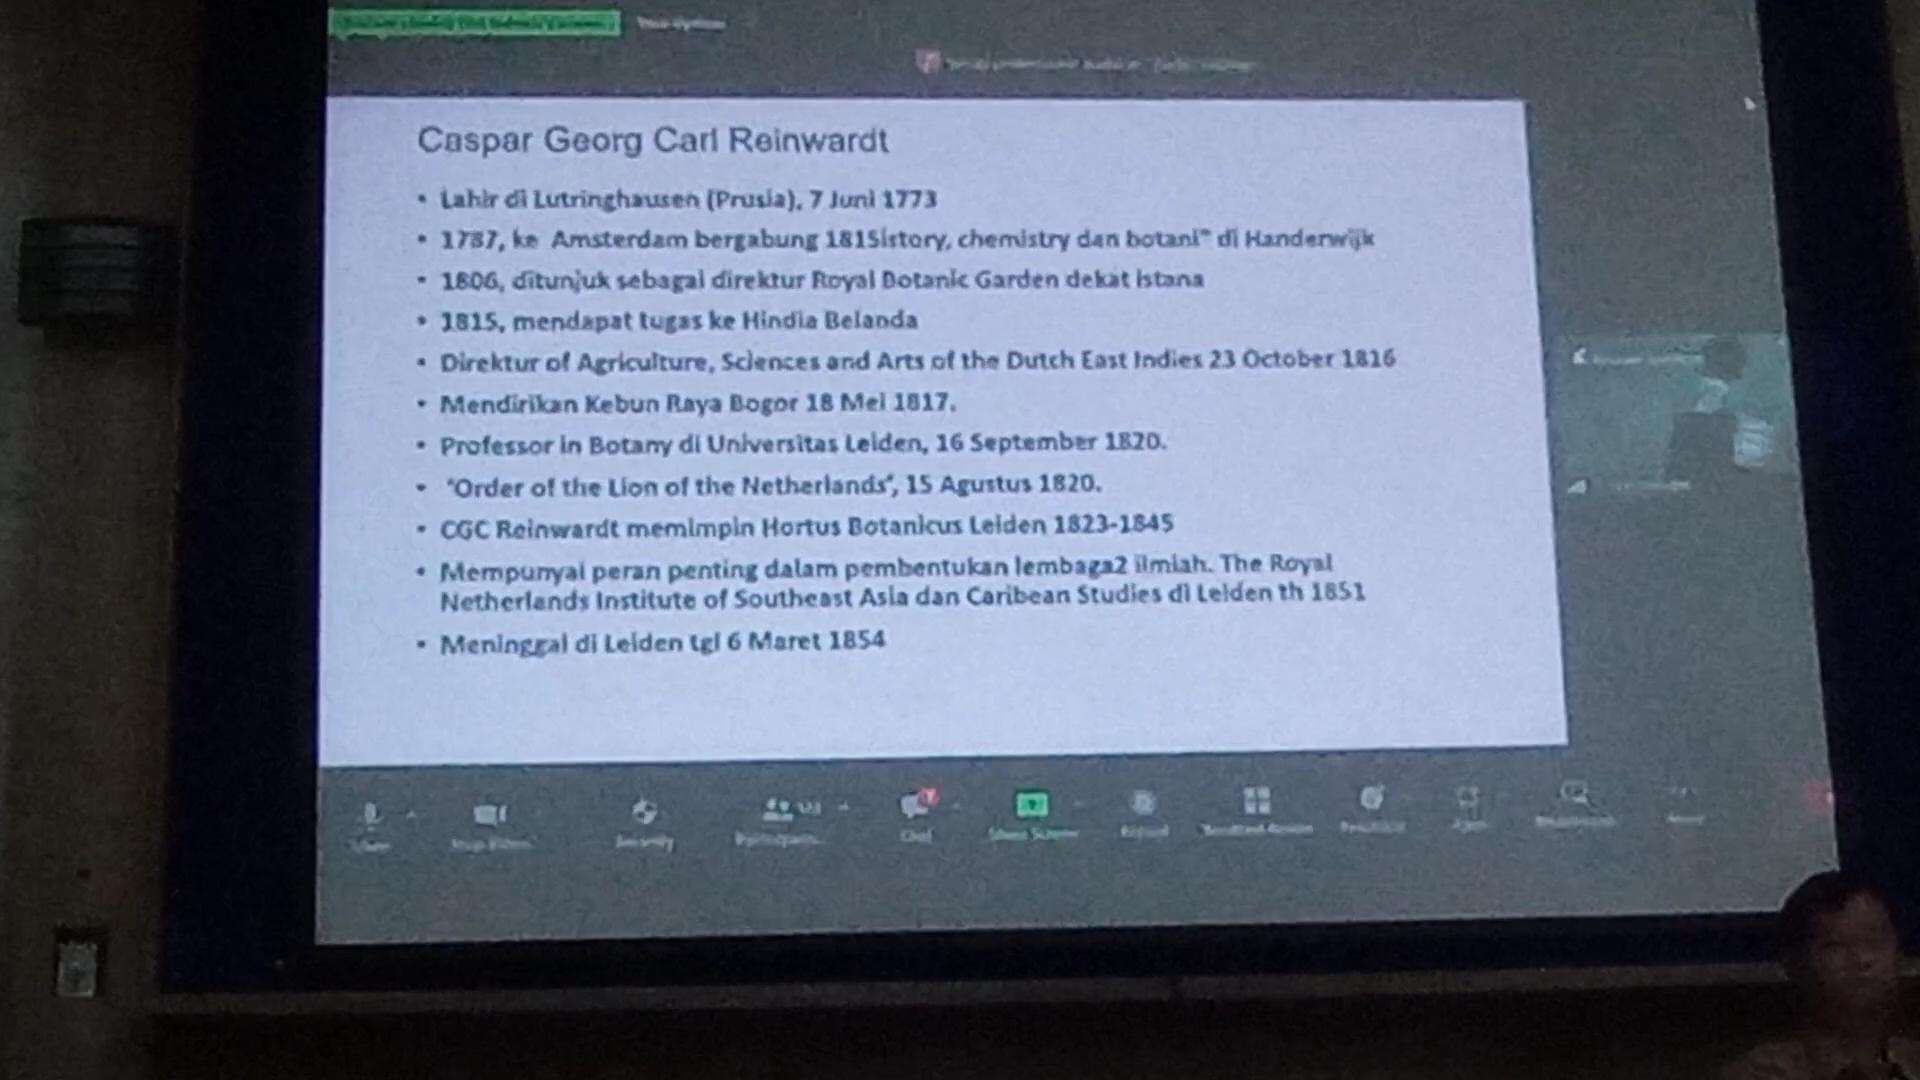 Caspar Georg Carl Reinwardt
• Lahir di Lutringhausen (Prusia), 7 Juni 1773
• 1787, ke Amsterdam bergabung 1815istory, chemistry dan botani" di Handerwijk
• 1806, ditunjuk sebagai direktur Royal Botanic Garden dekat istana
• 1815, mendapat tugas ke Hindia Belanda
• Direktur of Agriculture, Sciences and Arts of the Dutch East Indies 23 October 1816
• Mendirikan Kebun Raya Bogor 18 Mei 1817.
• Professor in Botany di Universitas Leiden, 16 September 1820.
• 'Order of the Lion of the Netherlands', 15 Agustus 1820.
• CGC Reinwardt memimpin Hortus Botanicus Leiden 1823-1845
• Mempunyai peran penting dalam pembentukan lembaga2 ilmiah. The Royal
Netherlands Institute of Southeast Asia dan Caribean Studies di Leiden th 1851
• Meninggal di Leiden tgl 6 Maret 1854
Security
Participants
Chat
Share Screen